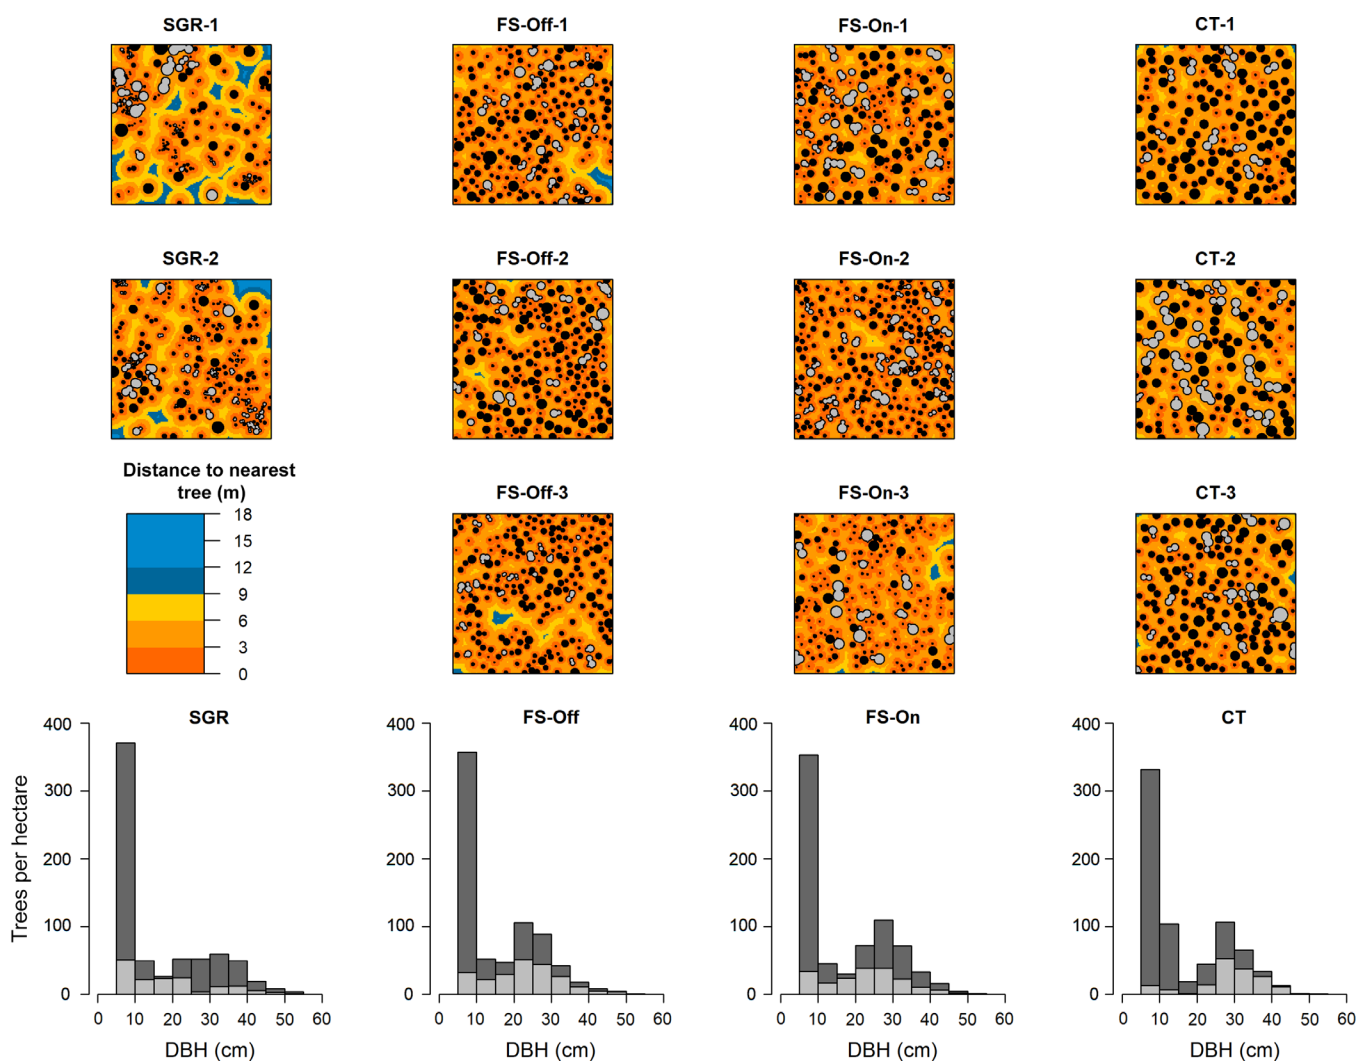 SGR-1 FS-Off-1 FS-On-1 CT-1
SGR-2 FS-Off-2 FS-On-2 CT-2
Distance to nearest
tree (m)
18
15
12
9
6
3
0
FS-Off-3 FS-On-3 CT-3
SGR FS-Off FS-On CT
Trees per hectare
400 400 400 400
300 300 300 300
200 200 200 200
100 100 100 100
0 0 0 0
0 10 20 30 40 50 60 0 10 20 30 40 50 60 0 10 20 30 40 50 60 0 10 20 30 40 50 60
DBH (cm) DBH (cm) DBH (cm) DBH (cm)